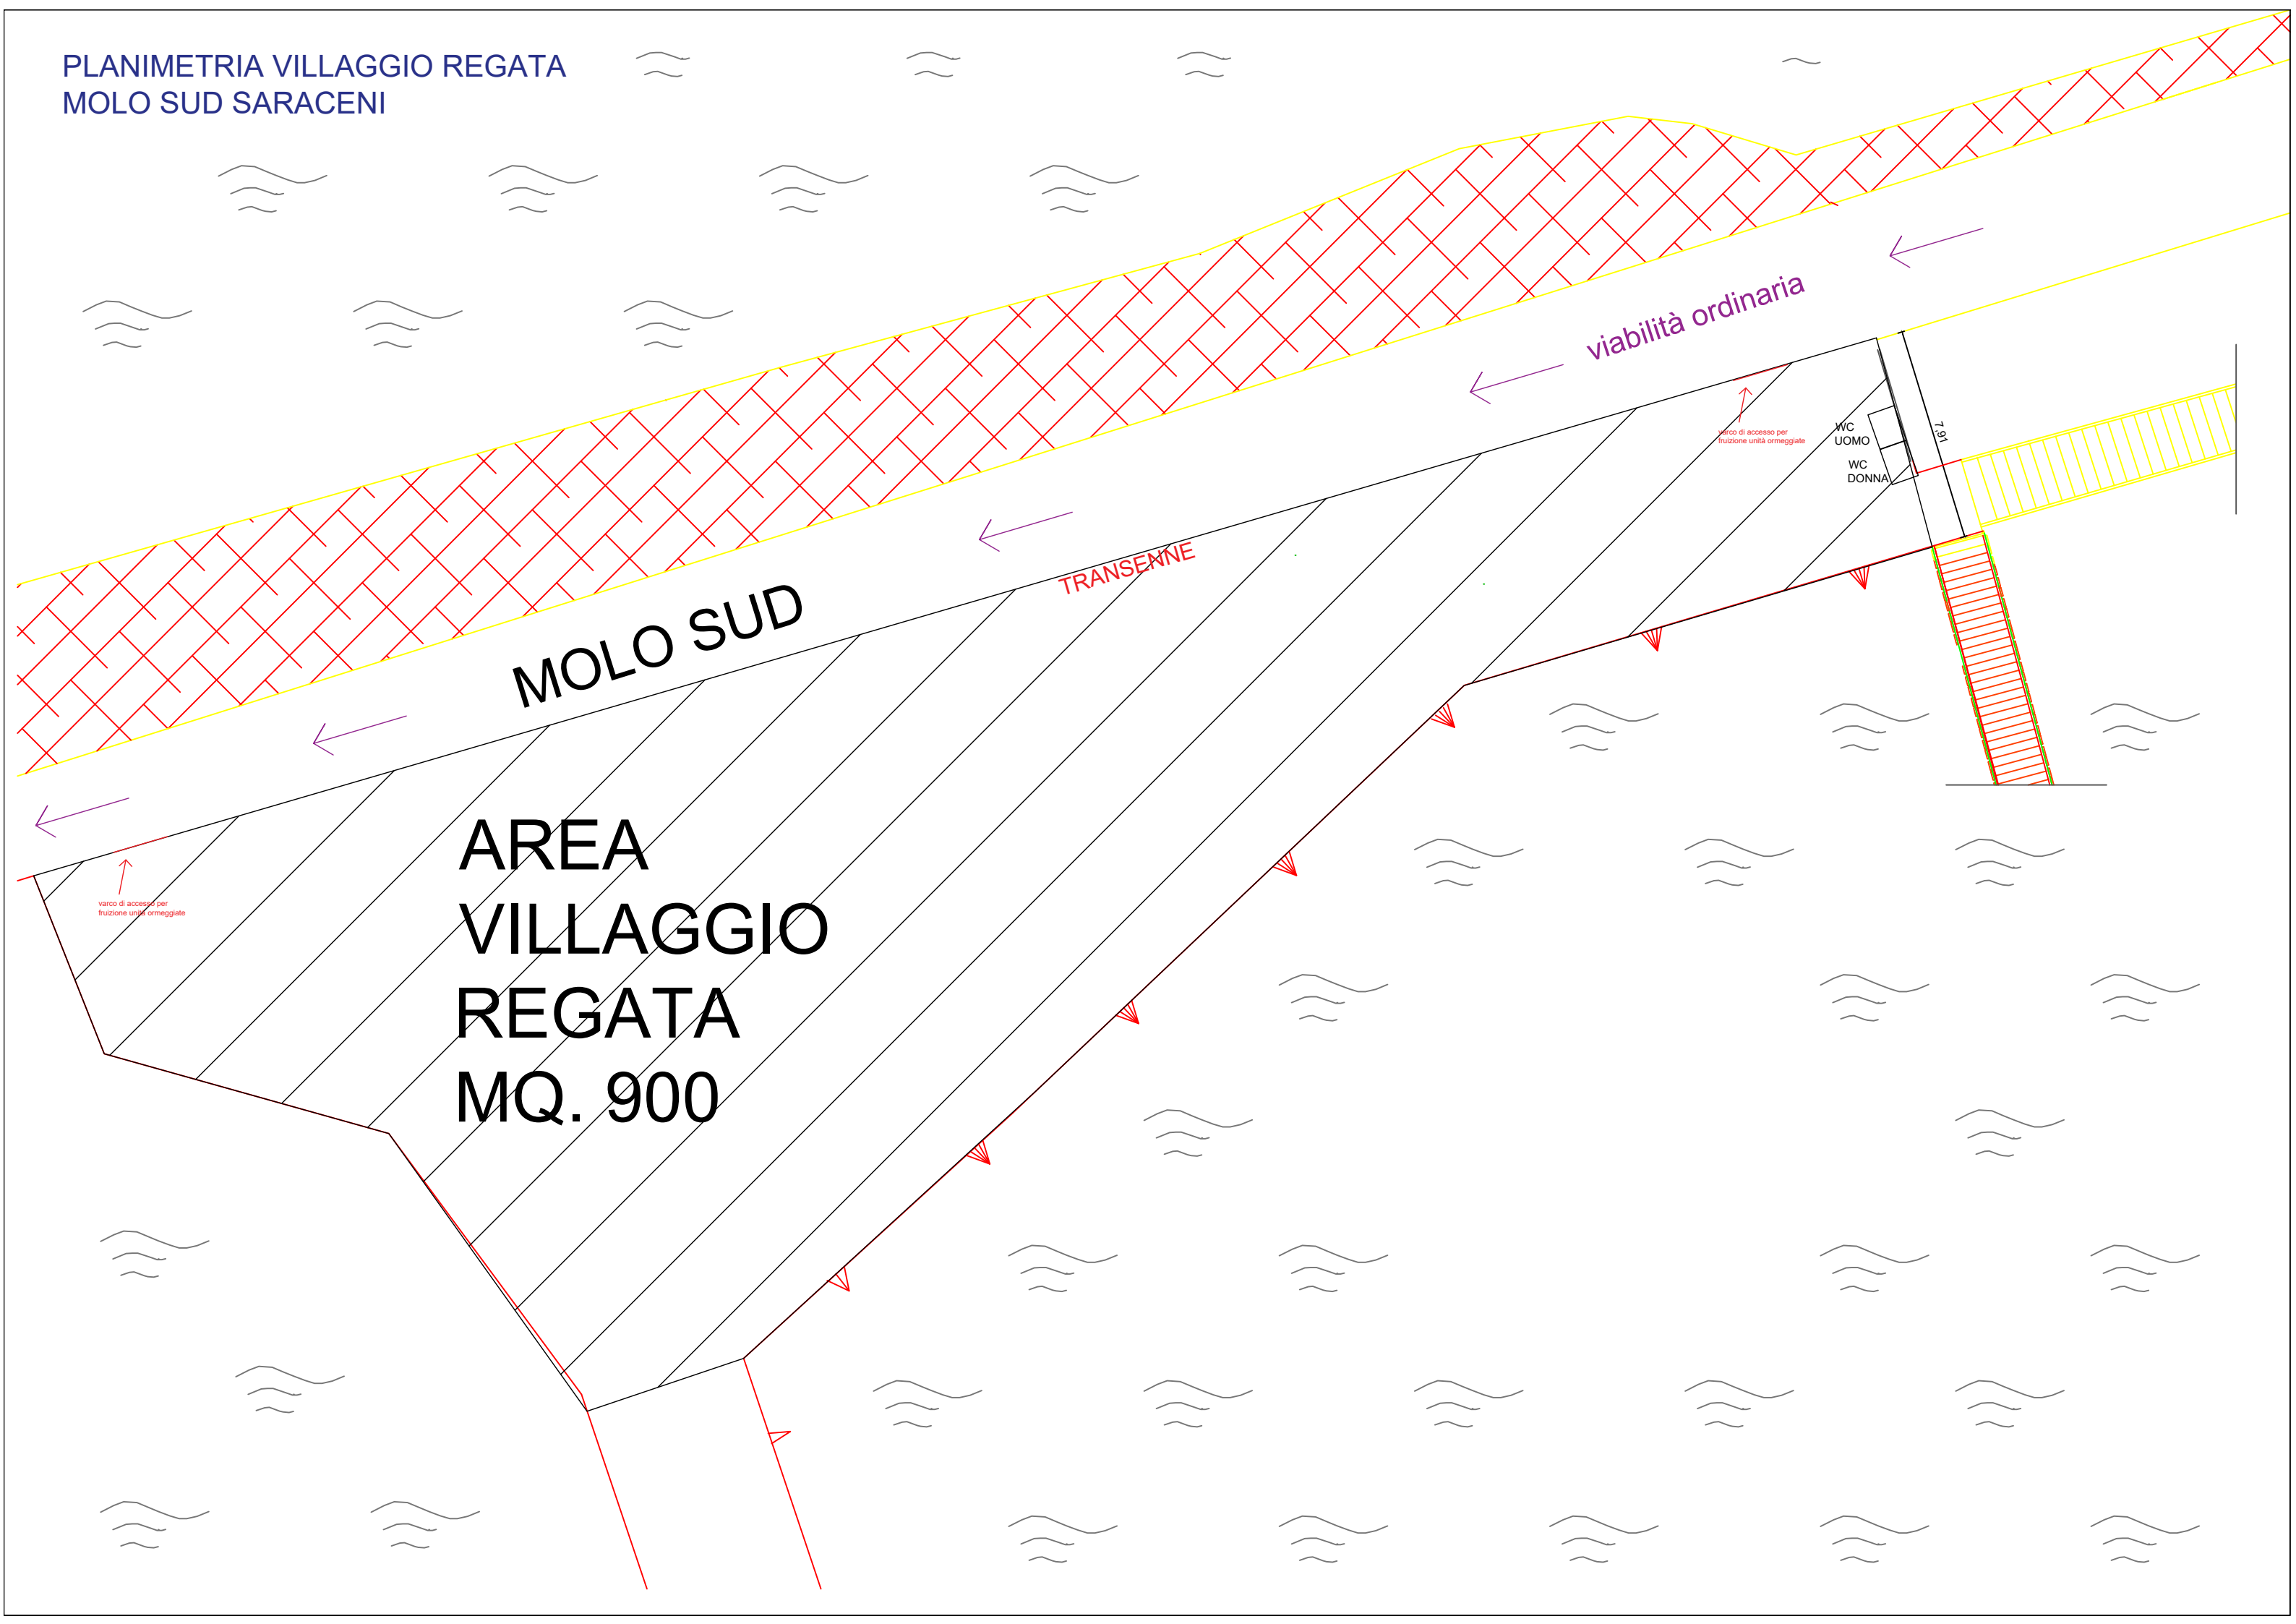 PLANIMETRIA VILLAGGIO REGATA
MOLO SUD SARACENI
viabilità ordinaria
varco di accesso per
fruizione unità ormeggiate
WC
UOMO
WC
DONNA
7.91
TRANSENNE
MOLO SUD
AREA
VILLAGGIO
REGATA
MQ. 900
varco di accesso per
fruizione unità ormeggiate